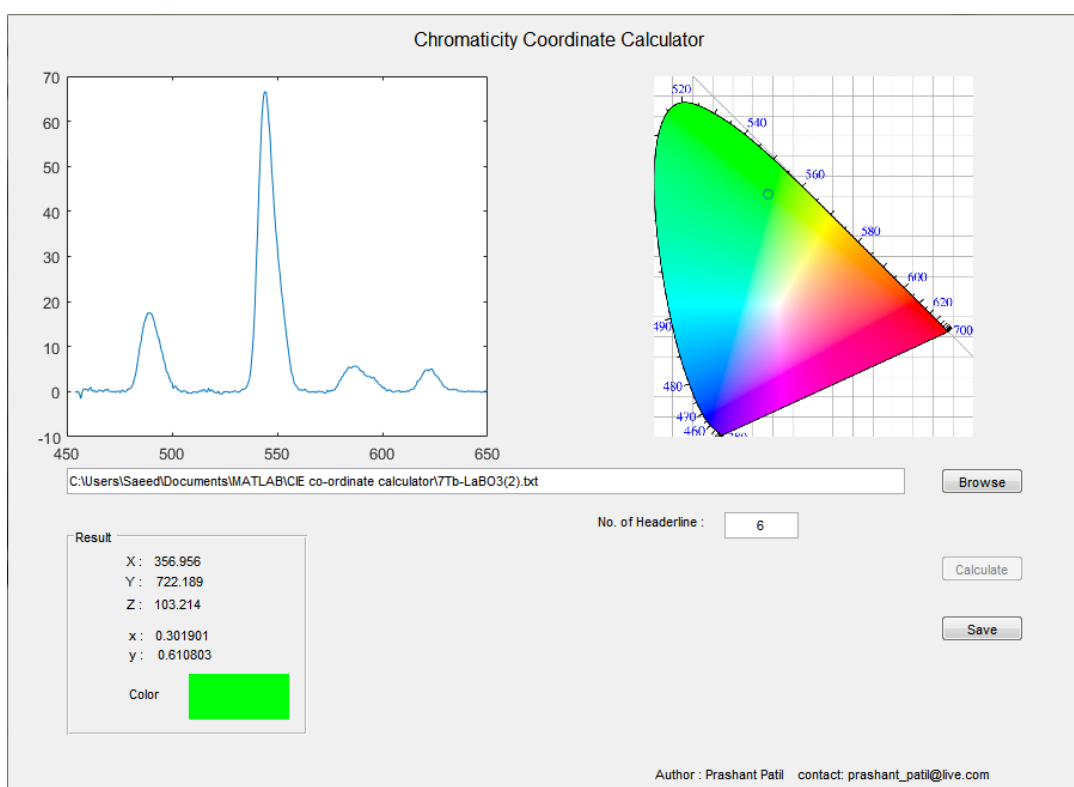 Chromaticity Coordinate Calculator
70
60
50
40
30
20
10
0
-10
450 500 550 600 650
520
540
560
580
600
620
700
490
480
470
460
380
C:\Users\Saeed\Documents\MATLAB\CIE co-ordinate calculator\7Tb-LaBO3(2).txt
Browse
No. of Headerline : 6
Result
X : 356.956
Y : 722.189
Z : 103.214
x : 0.301901
y : 0.610803
Color
Calculate
Save
Author : Prashant Patil contact: prashant_patil@live.com